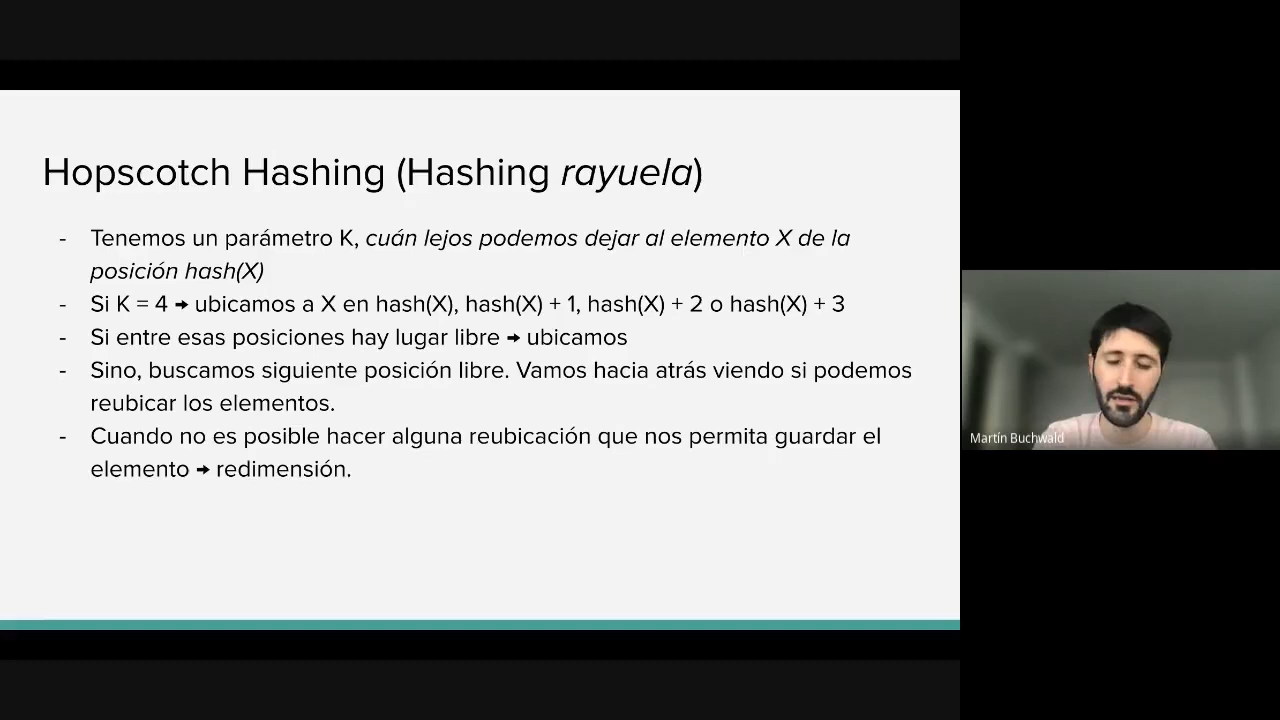 Hopscotch Hashing (Hashing rayuela)
- Tenemos un parámetro K, cuán lejos podemos dejar al elemento X de la
posición hash(X)
- Si K = 4 → ubicamos a X en hash(X), hash(X) + 1, hash(X) + 2 o hash(X) + 3
- Si entre esas posiciones hay lugar libre → ubicamos
- Sino, buscamos siguiente posición libre. Vamos hacia atrás viendo si podemos
reubicar los elementos.
- Cuando no es posible hacer alguna reubicación que nos permita guardar el
elemento → redimensión.
Martín Buchwald